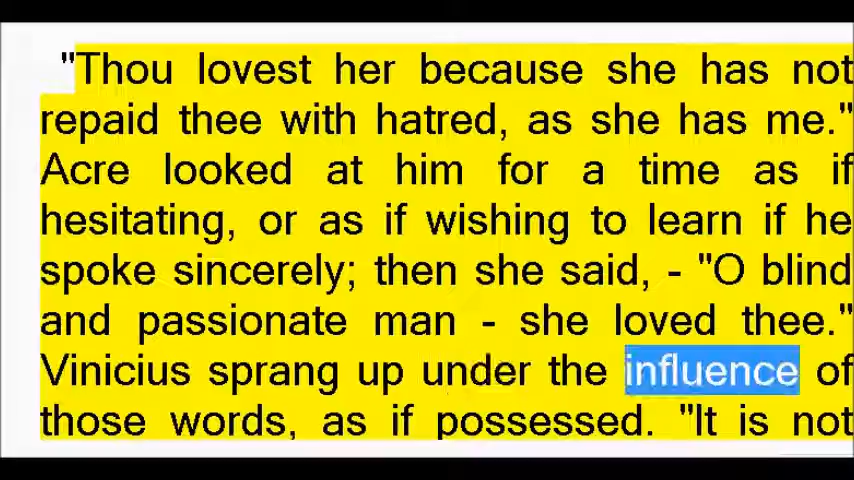 "Thou lovest her because she has not
repaid thee with hatred, as she has me."
Acre looked at him for a time as if
hesitating, or as if wishing to learn if he
spoke sincerely; then she said, - "O blind
and passionate man - she loved thee."
Vinicius sprang up under the influence of
those words, as if possessed. "It is not